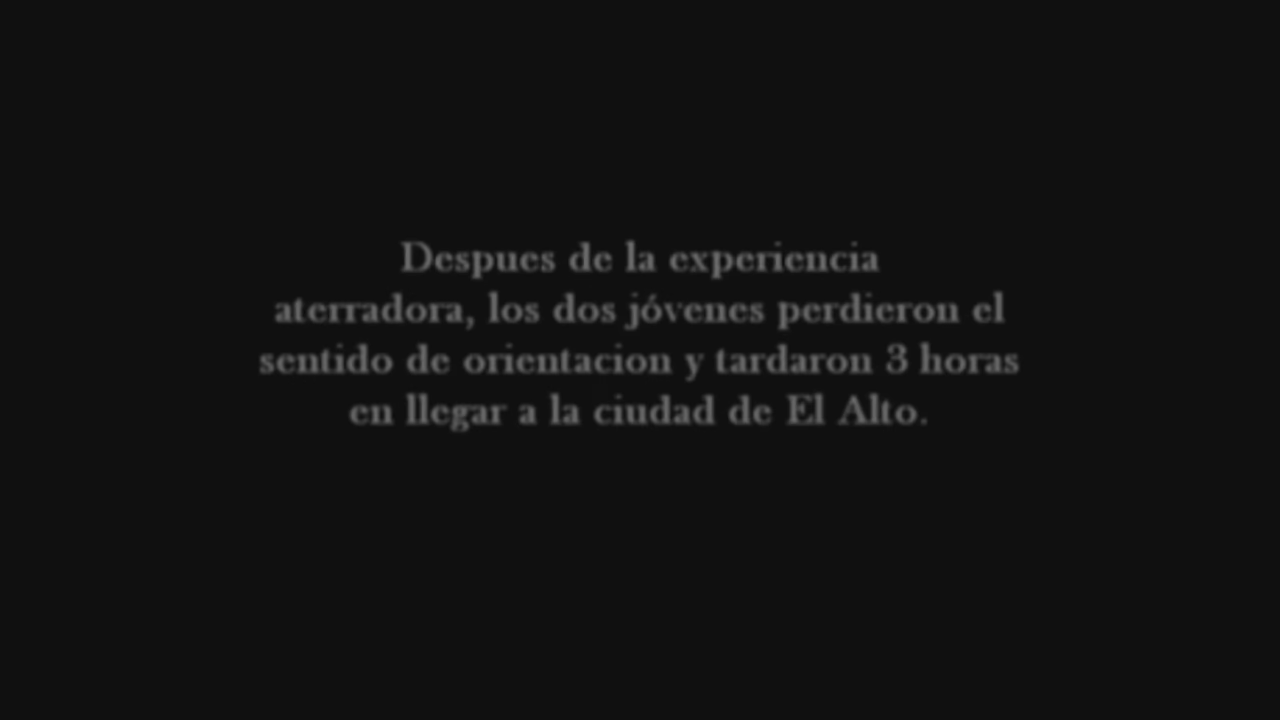 Despues de la experiencia
aterradora, los dos jóvenes perdieron el
sentido de orientacion y tardaron 3 horas
en llegar a la ciudad de El Alto.